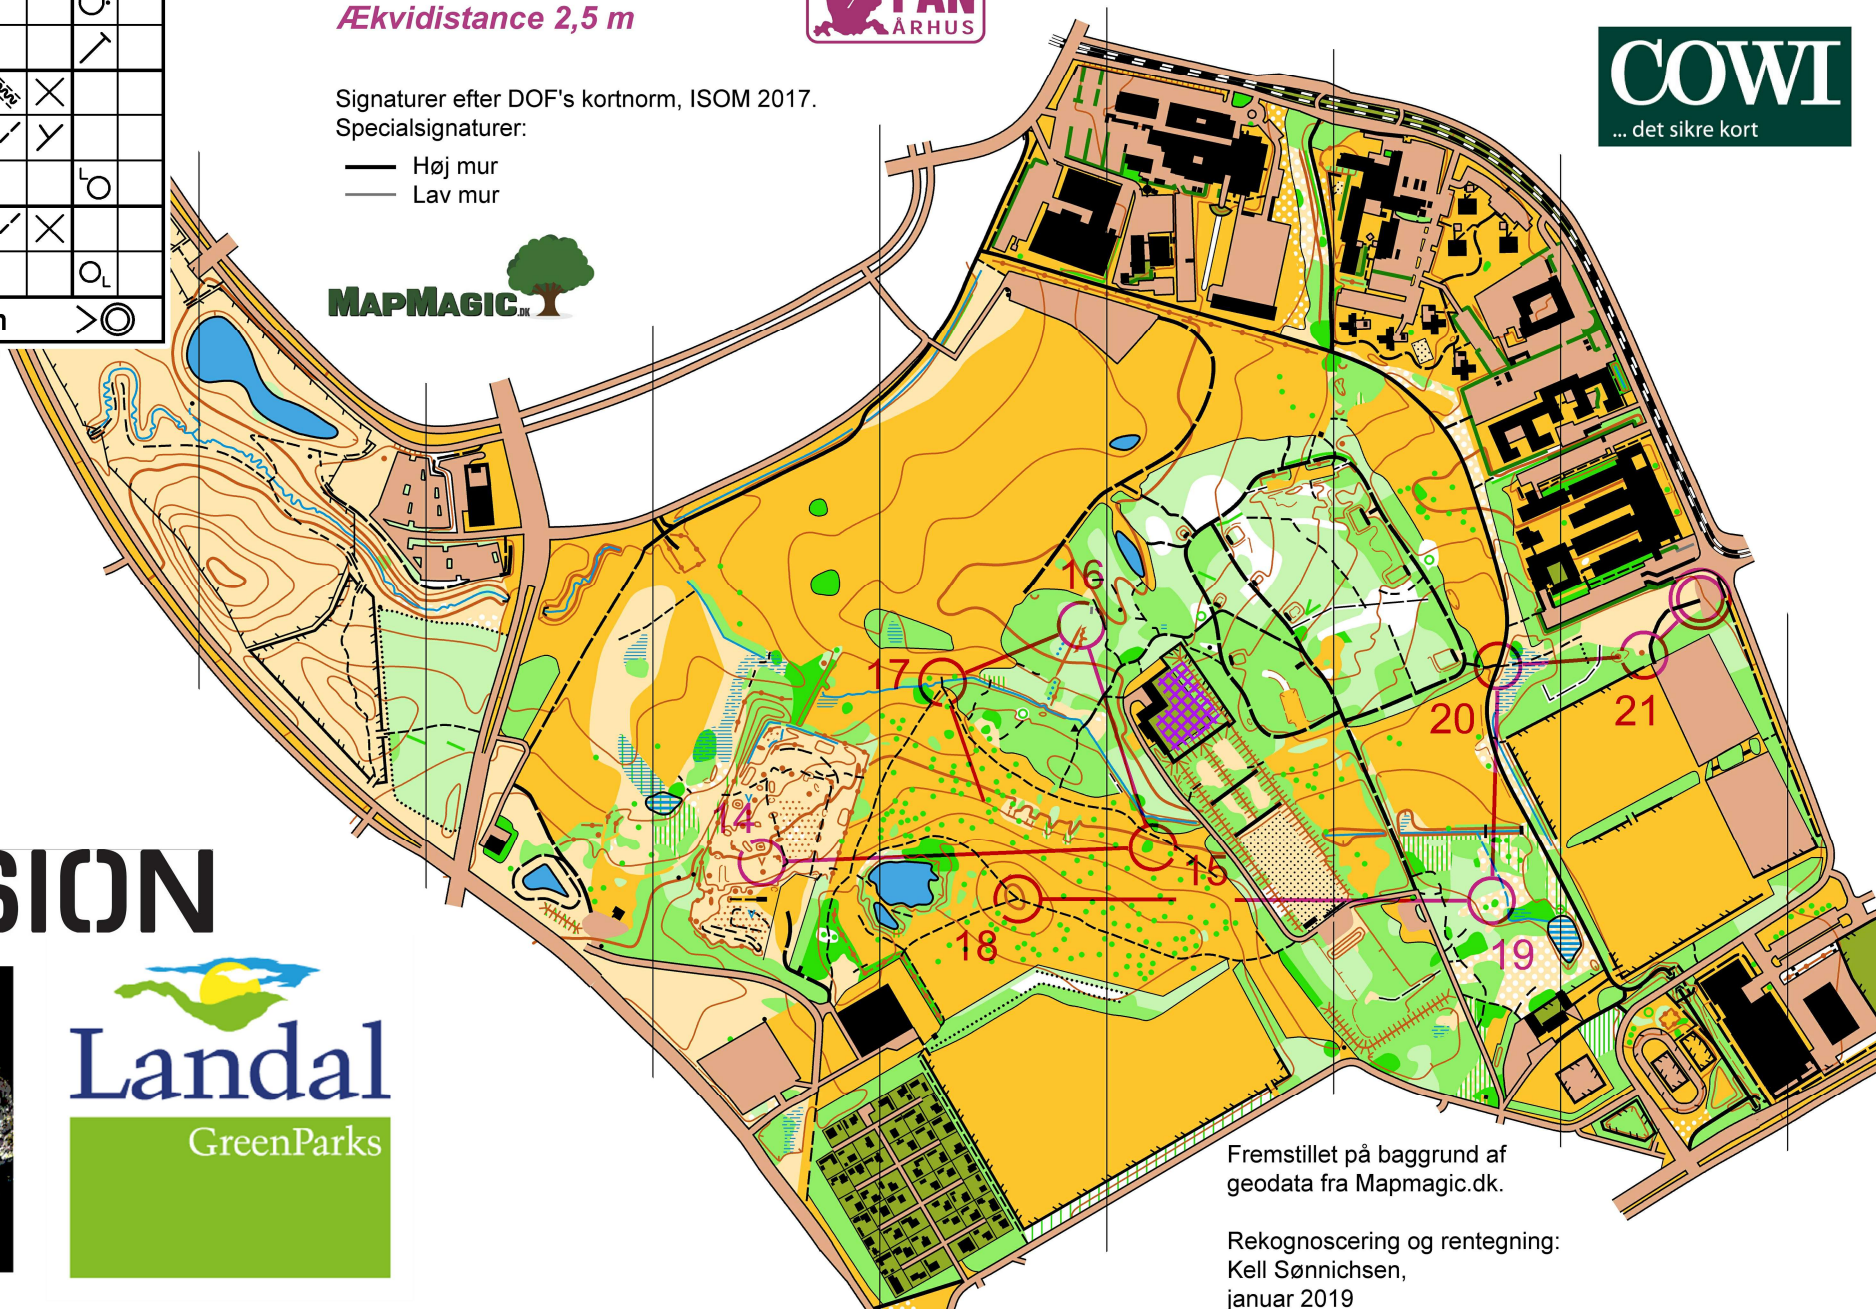 Ækvidistance 2,5 m
PAN
ÅRHUS
COWI
... det sikre kort
Signaturer efter DOF's kortnorm, ISOM 2017.
Specialsignaturer:
Høj mur
Lav mur
MAPMAGIC.DK
16
17
20
21
14
15
18
19
SION
Landal
GreenParks
Fremstillet på baggrund af
geodata fra Mapmagic.dk.
Rekognoscering og rentegning:
Kell Sønnichsen,
januar 2019